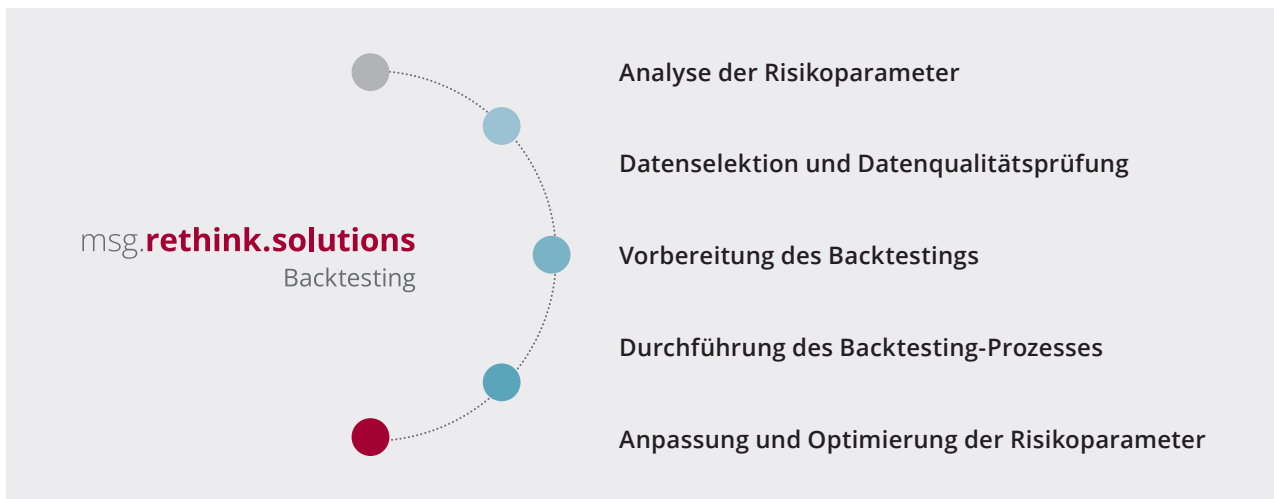 Analyse der Risikoparameter
Datenselektion und Datenqualitätsprüfung
msg.rethink.solutions
Backtesting
Vorbereitung des Backtestings
Durchführung des Backtesting-Prozesses
Anpassung und Optimierung der Risikoparameter